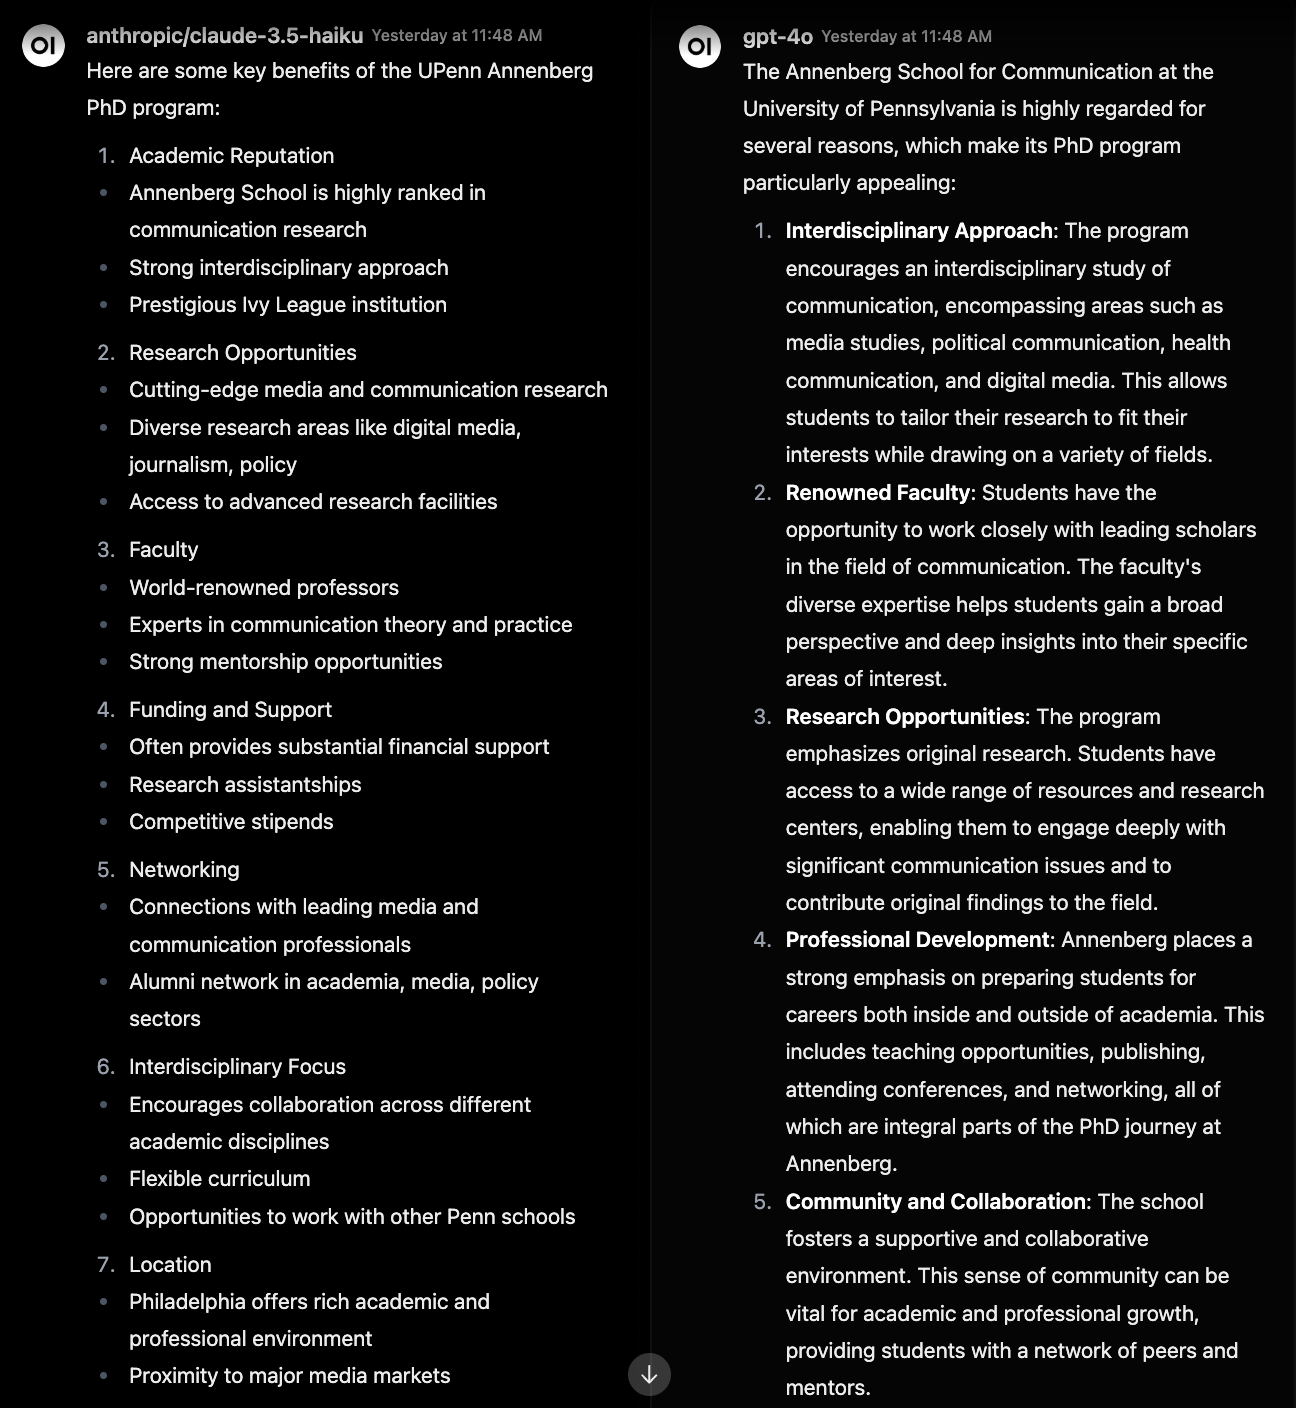 OI
anthropic/claude-3.5-haiku Yesterday at 11:48 AM
Here are some key benefits of the UPenn Annenberg
PhD program:
1. Academic Reputation
• Annenberg School is highly ranked in
communication research
• Strong interdisciplinary approach
• Prestigious Ivy League institution
2. Research Opportunities
• Cutting-edge media and communication research
• Diverse research areas like digital media,
journalism, policy
• Access to advanced research facilities
3. Faculty
• World-renowned professors
• Experts in communication theory and practice
• Strong mentorship opportunities
4. Funding and Support
• Often provides substantial financial support
• Research assistantships
• Competitive stipends
5. Networking
• Connections with leading media and
communication professionals
• Alumni network in academia, media, policy
sectors
6. Interdisciplinary Focus
• Encourages collaboration across different
academic disciplines
• Flexible curriculum
• Opportunities to work with other Penn schools
7. Location
• Philadelphia offers rich academic and
professional environment
• Proximity to major media markets
OI
gpt-4o Yesterday at 11:48 AM
The Annenberg School for Communication at the
University of Pennsylvania is highly regarded for
several reasons, which make its PhD program
particularly appealing:
1. Interdisciplinary Approach: The program
encourages an interdisciplinary study of
communication, encompassing areas such as
media studies, political communication, health
communication, and digital media. This allows
students to tailor their research to fit their
interests while drawing on a variety of fields.
2. Renowned Faculty: Students have the
opportunity to work closely with leading scholars
in the field of communication. The faculty's
diverse expertise helps students gain a broad
perspective and deep insights into their specific
areas of interest.
3. Research Opportunities: The program
emphasizes original research. Students have
access to a wide range of resources and research
centers, enabling them to engage deeply with
significant communication issues and to
contribute original findings to the field.
4. Professional Development: Annenberg places a
strong emphasis on preparing students for
careers both inside and outside of academia. This
includes teaching opportunities, publishing,
attending conferences, and networking, all of
which are integral parts of the PhD journey at
Annenberg.
5. Community and Collaboration: The school
fosters a supportive and collaborative
environment. This sense of community can be
vital for academic and professional growth,
providing students with a network of peers and
mentors.